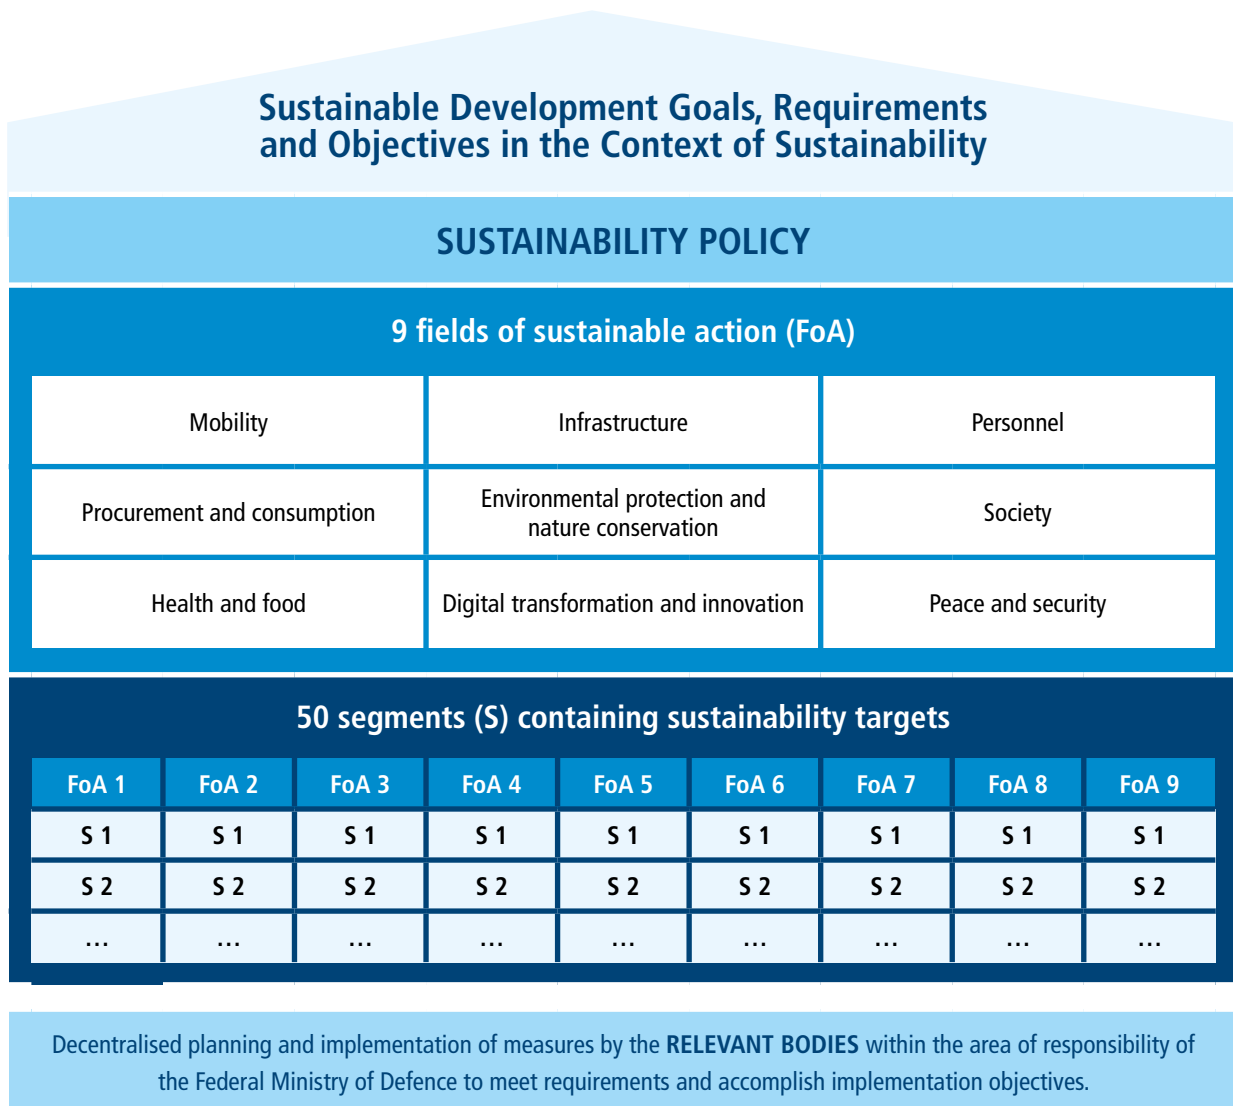 Sustainable Development Goals, Requirements
and Objectives in the Context of Sustainability
SUSTAINABILITY POLICY
9 fields of sustainable action (FoA)
Mobility
Infrastructure
Personnel
Procurement and consumption
Environmental protection and
nature conservation
Society
Health and food
Digital transformation and innovation
Peace and security
50 segments (S) containing sustainability targets
FoA 1 FoA 2 FoA 3 FoA 4 FoA 5 FoA 6 FoA 7 FoA 8 FoA 9
S 1 S 1 S 1 S 1 S 1 S 1 S 1 S 1 S 1
S 2 S 2 S 2 S 2 S 2 S 2 S 2 S 2 S 2
... ... ... ... ... ... ... ... ...
Decentralised planning and implementation of measures by the RELEVANT BODIES within the area of responsibility of
the Federal Ministry of Defence to meet requirements and accomplish implementation objectives.